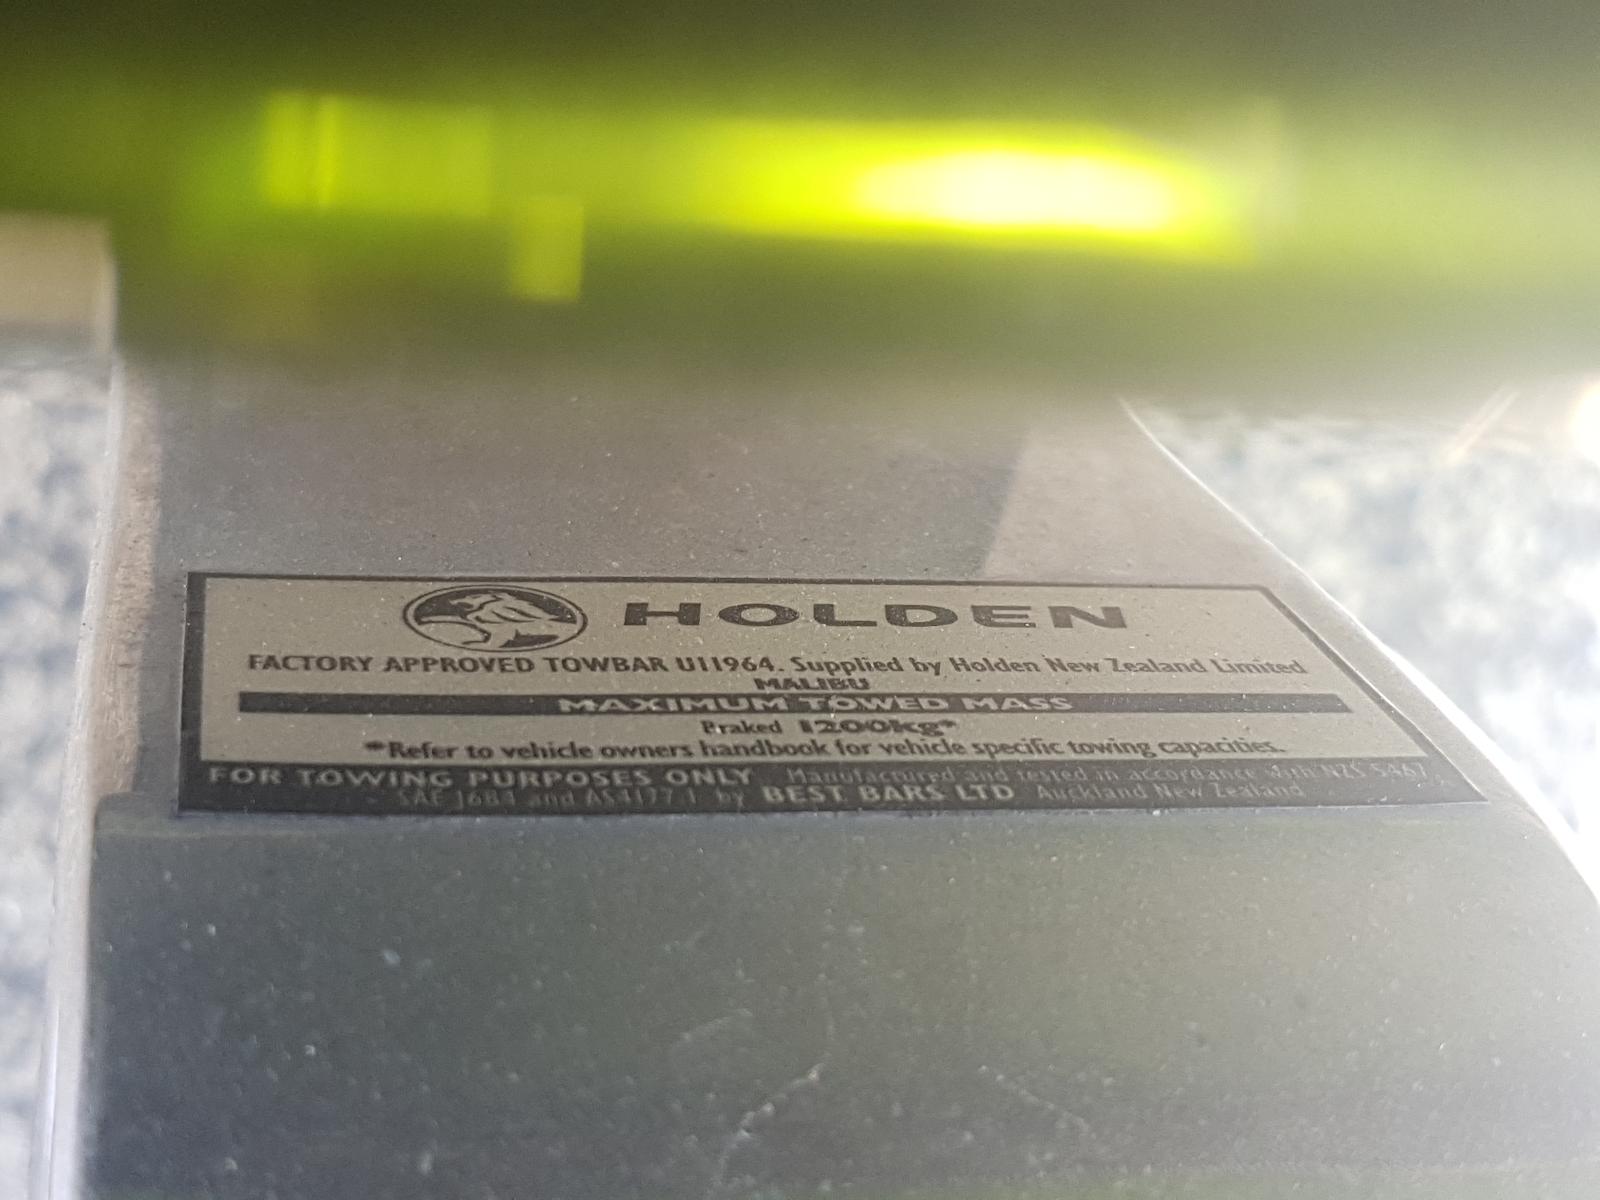 HOLDEN
FACTORY APPROVED TOWBAR U11964. Supplied by Holden New Zealand Limited
MALIBU
MAXIMUM TOWED MASS
Braked 1200kg*
*Refer to vehicle owners handbook for vehicle specific towing capacities.
FOR TOWING PURPOSES ONLY Manufactured and tested in accordance with NZS 5467,
SAE J684 and AS4177.1 by BEST BARS LTD Auckland New Zealand